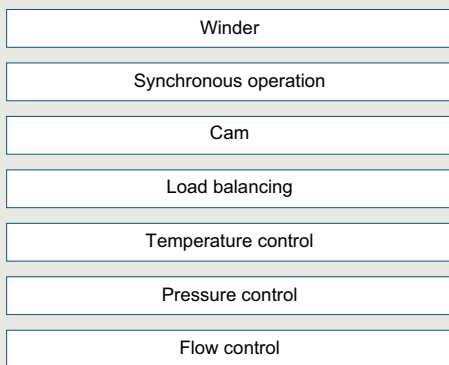 Winder
Synchronous operation
Cam
Load balancing
Temperature control
Pressure control
Flow control